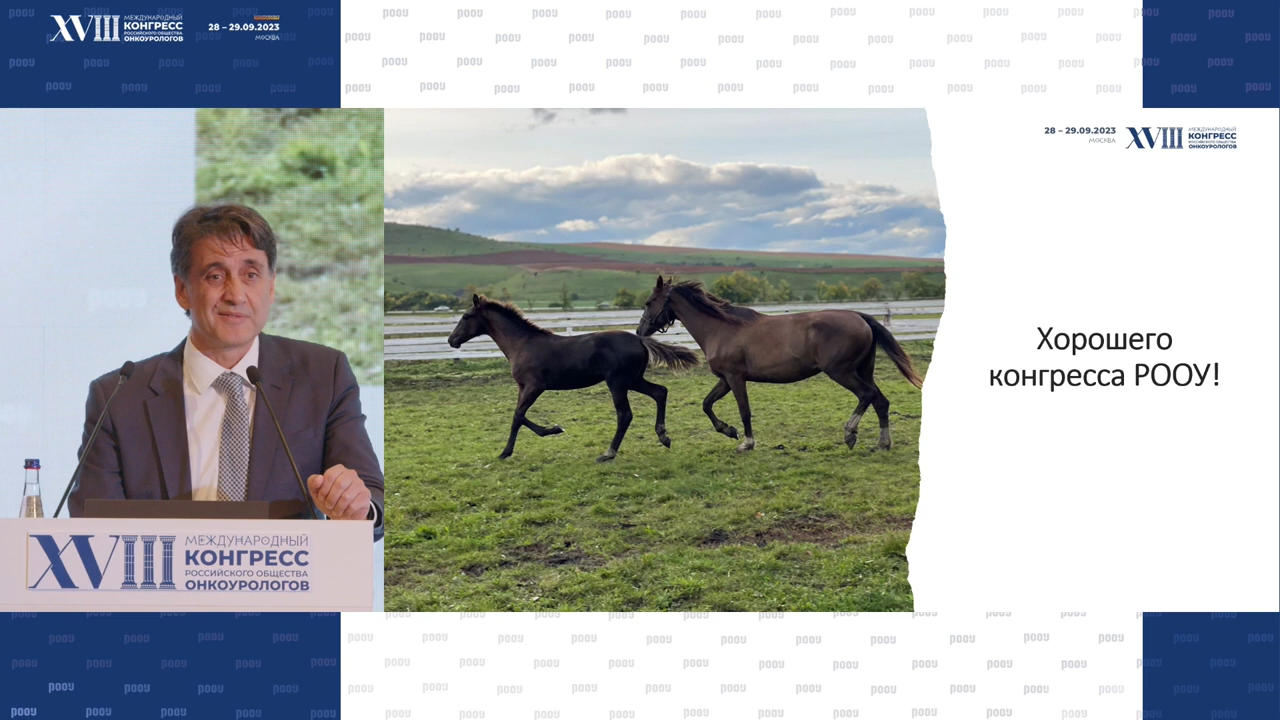 XVIII
МЕЖДУНАРОДНЫЙ
КОНГРЕСС
РОССИЙСКОГО ОБЩЕСТВА
ОНКОУРОЛОГОВ
28 – 29.09.2023
МОСКВА
28 – 29.09.2023
МОСКВА
XVIII
МЕЖДУНАРОДНЫЙ
КОНГРЕСС
РОССИЙСКОГО ОБЩЕСТВА
ОНКОУРОЛОГОВ
Хорошего
конгресса РООУ!
XVIII
МЕЖДУНАРОДНЫЙ
КОНГРЕСС
РОССИЙСКОГО ОБЩЕСТВА
ОНКОУРОЛОГОВ